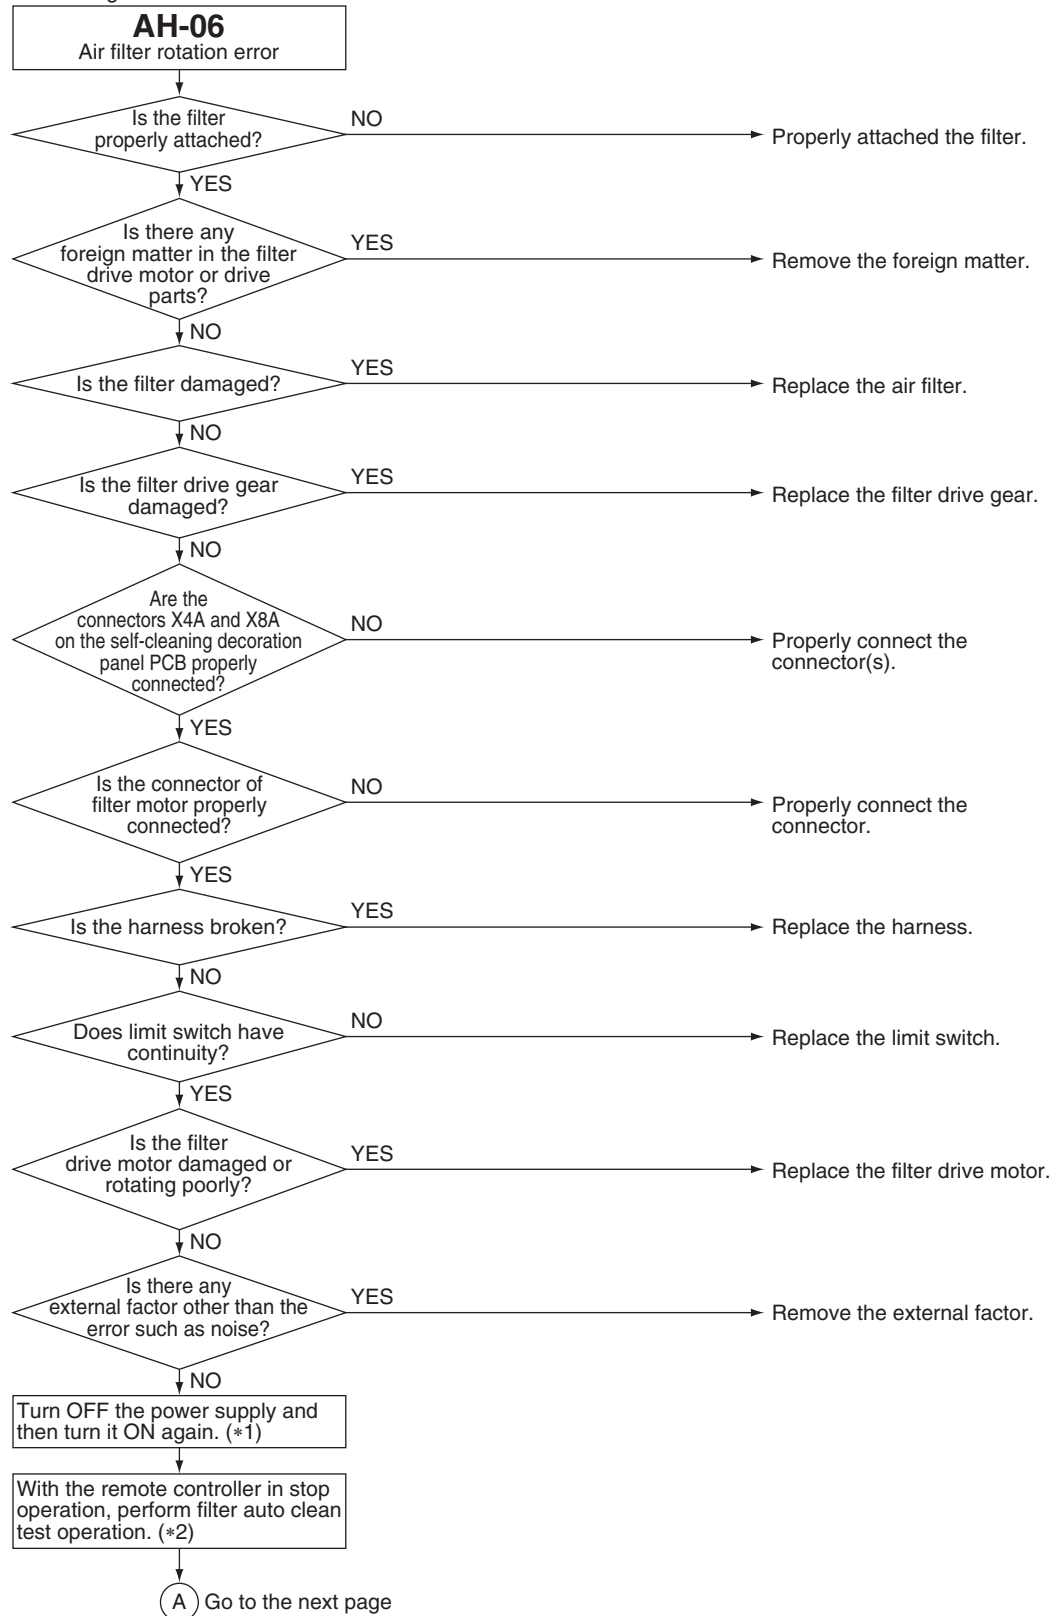 AH-06
Air filter rotation error
Is the filter
properly attached?
NO
Properly attached the filter.
YES
Is there any
foreign matter in the filter
drive motor or drive
parts?
YES
Remove the foreign matter.
NO
Is the filter damaged?
YES
Replace the air filter.
NO
Is the filter drive gear
damaged?
YES
Replace the filter drive gear.
NO
Are the
connectors X4A and X8A
on the self-cleaning decoration
panel PCB properly
connected?
NO
Properly connect the
connector(s).
YES
Is the connector of
filter motor properly
connected?
NO
Properly connect the
connector.
YES
Is the harness broken?
YES
Replace the harness.
NO
Does limit switch have
continuity?
NO
Replace the limit switch.
YES
Is the filter
drive motor damaged or
rotating poorly?
YES
Replace the filter drive motor.
NO
Is there any
external factor other than the
error such as noise?
YES
Remove the external factor.
NO
Turn OFF the power supply and
then turn it ON again. (*1)
With the remote controller in stop
operation, perform filter auto clean
test operation. (*2)
A Go to the next page